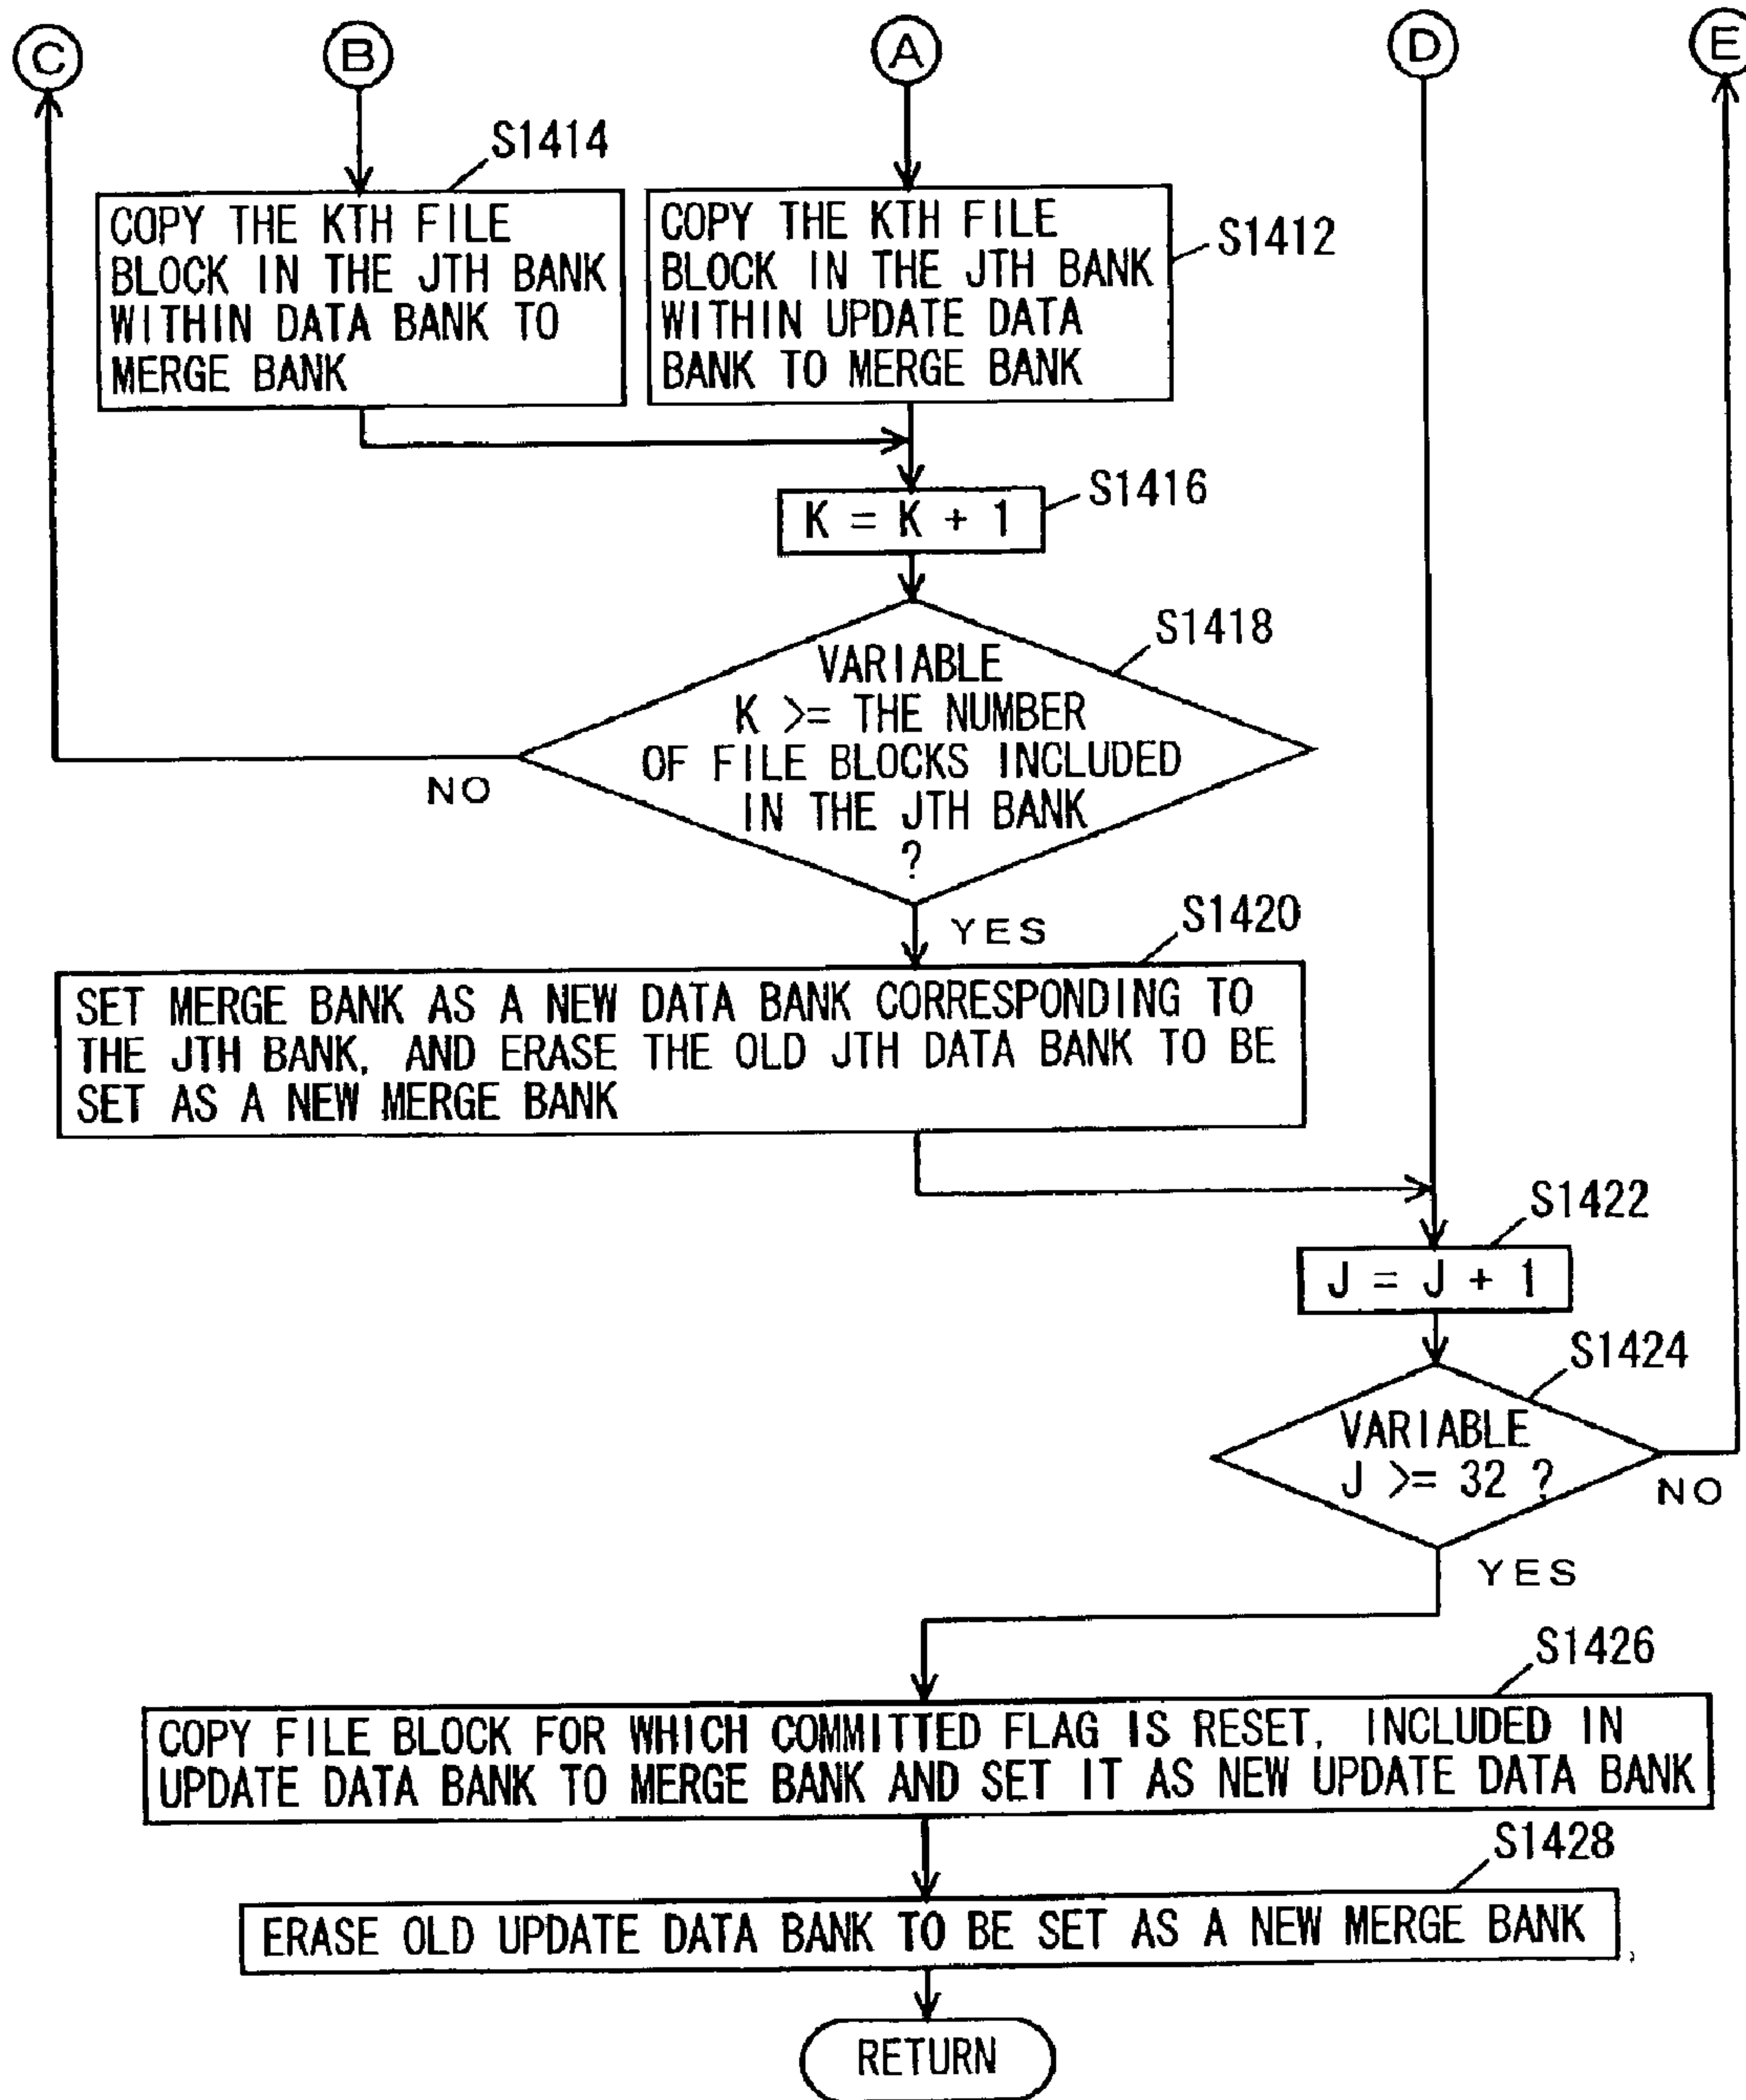 C
B
A
D
E
S1414
COPY THE KTH FILE
BLOCK IN THE JTH BANK
WITHIN DATA BANK TO
MERGE BANK
COPY THE KTH FILE
BLOCK IN THE JTH BANK
WITHIN UPDATE DATA
BANK TO MERGE BANK
S1412
K = K + 1
S1416
S1418
VARIABLE
K >= THE NUMBER
OF FILE BLOCKS INCLUDED
IN THE JTH BANK
?
NO
YES
S1420
SET MERGE BANK AS A NEW DATA BANK CORRESPONDING TO
THE JTH BANK, AND ERASE THE OLD JTH DATA BANK TO BE
SET AS A NEW MERGE BANK
S1422
J = J + 1
S1424
VARIABLE
J >= 32 ?
NO
YES
S1426
COPY FILE BLOCK FOR WHICH COMMITTED FLAG IS RESET, INCLUDED IN
UPDATE DATA BANK TO MERGE BANK AND SET IT AS NEW UPDATE DATA BANK
S1428
ERASE OLD UPDATE DATA BANK TO BE SET AS A NEW MERGE BANK
RETURN